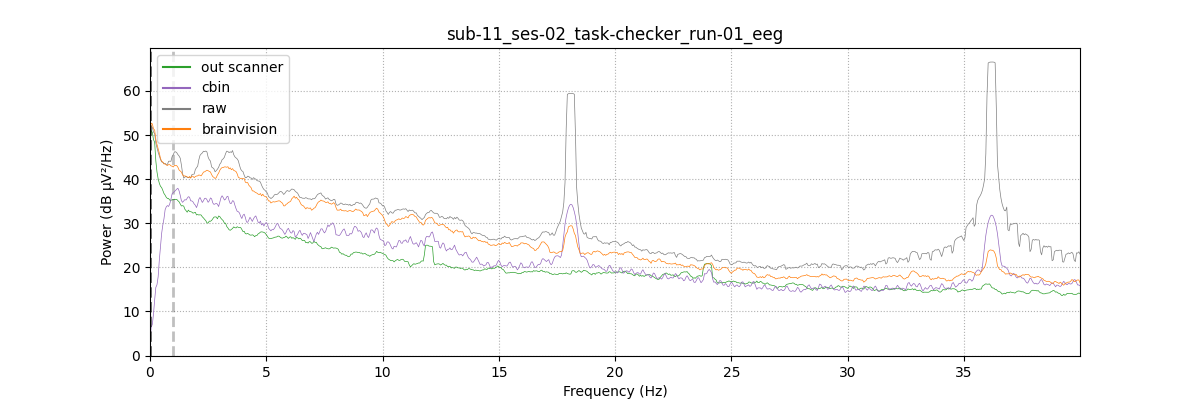 sub-11_ses-02_task-checker_run-01_eeg
out scanner
cbin
raw
brainvision
Power (dB µV²/Hz)
60
50
40
30
20
10
0
0 5 10 15 20 25 30 35
Frequency (Hz)